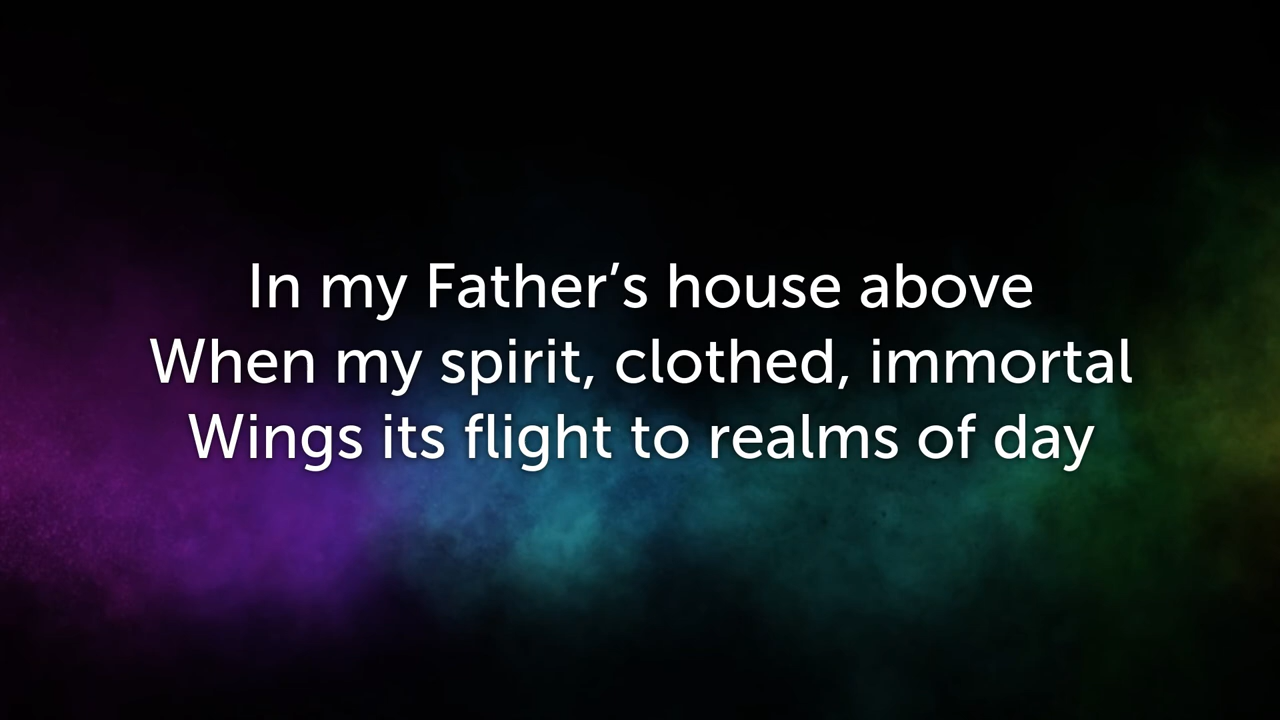 In my Father’s house above
When my spirit, clothed, immortal
Wings its flight to realms of day